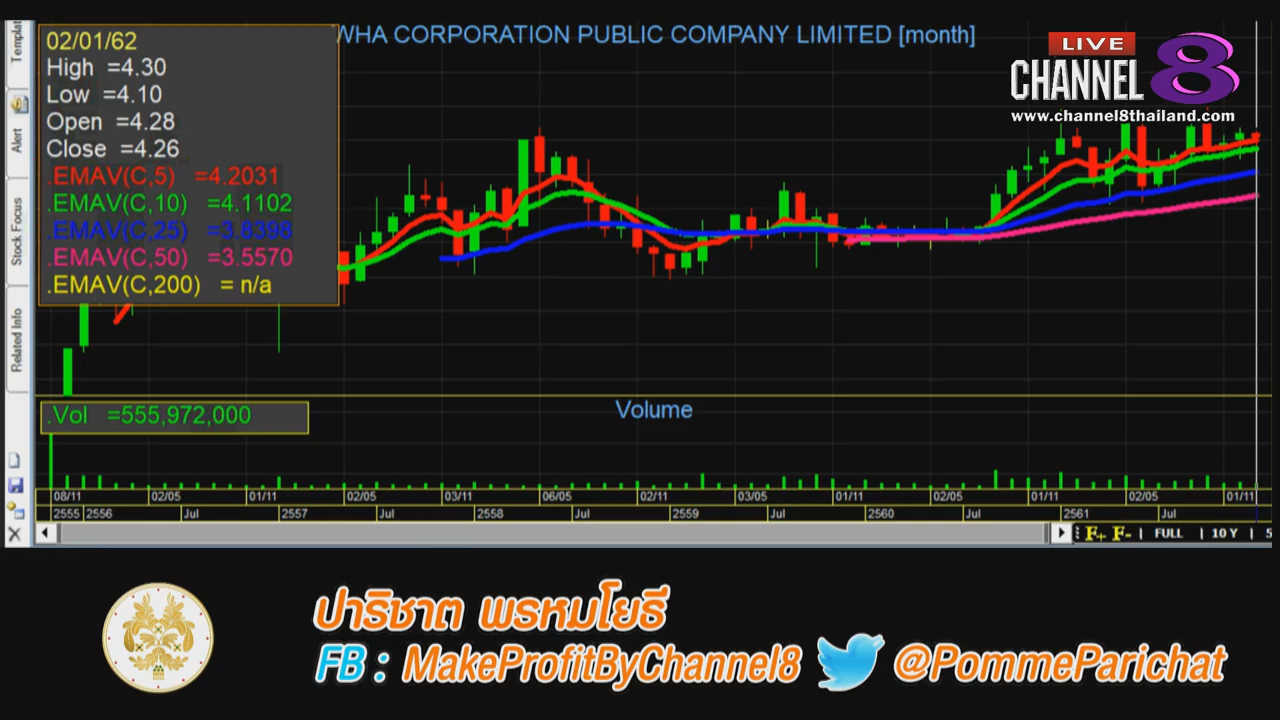 Templat
Alert
Stock Focus
Related Info
WHA CORPORATION PUBLIC COMPANY LIMITED [month]
02/01/62
High =4.30
Low =4.10
Open =4.28
Close =4.26
.EMAV(C,5) =4.2031
.EMAV(C,10) =4.1102
.EMAV(C,25) =3.8398
.EMAV(C,50) =3.5570
.EMAV(C,200) = n/a
LIVE
CHANNEL 8
www.channel8thailand.com
.Vol =555,972,000
Volume
08/11 02/05 01/11 02/05 03/11 06/05 02/11 03/05 01/11 02/05 01/11 02/05 01/11
2555 2556 Jul 2557 Jul 2558 Jul 2559 Jul 2560 Jul 2561 Jul
F+ F- | FULL | 10 Y | 5
ปาริชาต พรหมโยธี
FB : MakeProfitByChannel8 @PommeParichat